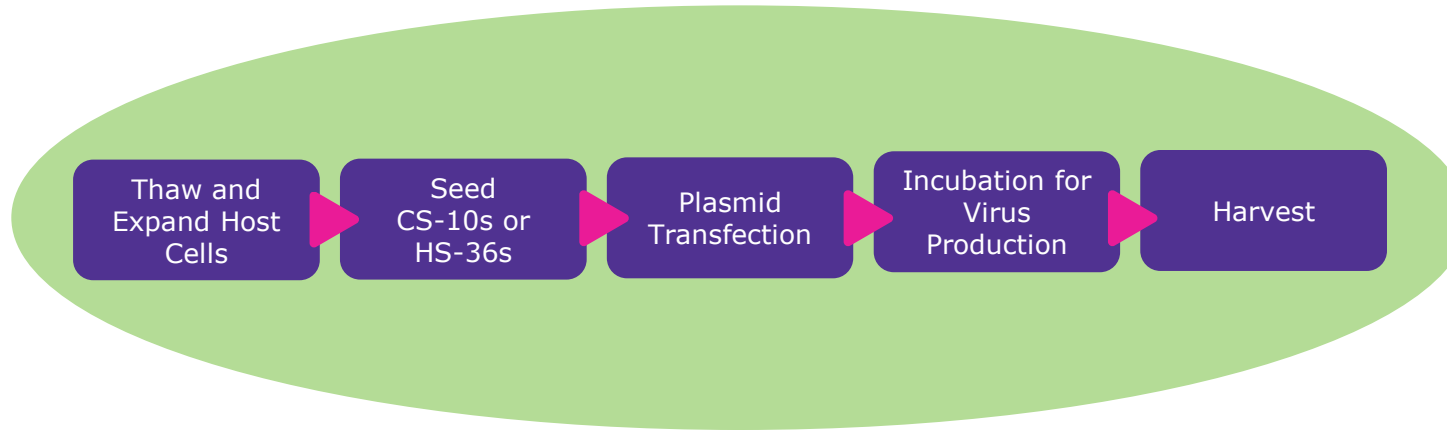 Thaw and
Expand Host
Cells
Seed
CS-10s or
HS-36s
Plasmid
Transfection
Incubation for
Virus
Production
Harvest